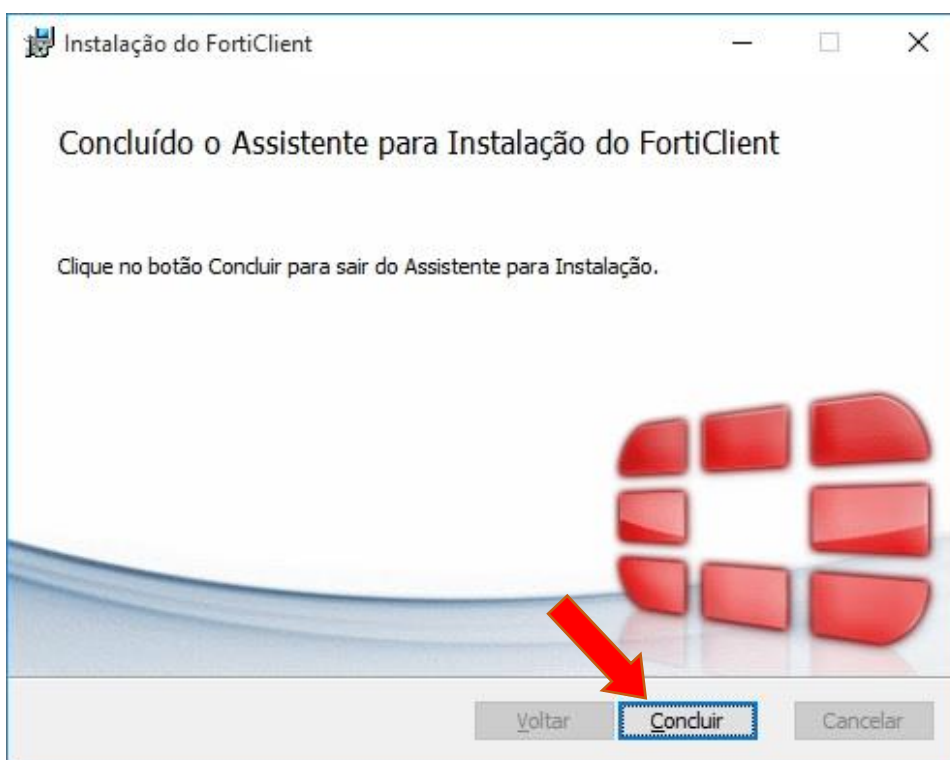 Instalação do FortiClient
Concluído o Assistente para Instalação do FortiClient
Clique no botão Concluir para sair do Assistente para Instalação.
Voltar Concluir Cancelar